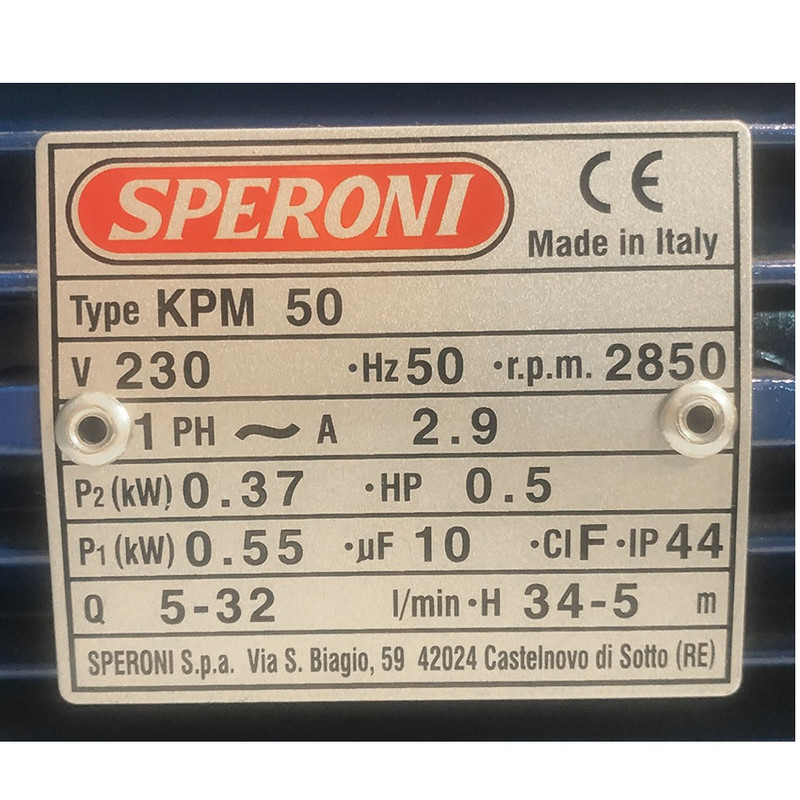 SPERONI
CE
Made in Italy
Type KPM 50
V 230 ·Hz 50 ·r.p.m. 2850
1 PH ~ A 2.9
P2 (kW) 0.37 ·HP 0.5
P1 (kW) 0.55 ·µF 10 ·Cl F ·IP 44
Q 5-32 l/min ·H 34-5 m
SPERONI S.p.a. Via S. Biagio, 59 42024 Castelnovo di Sotto (RE)